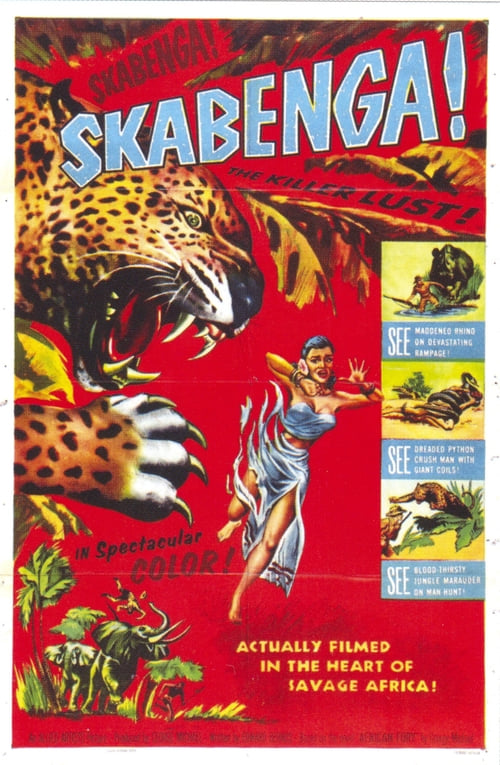 SKABENGA!
SKABENGA!
THE KILLER LUST!
SEE MADDENED RHINO
ON DEVASTATING
RAMPAGE!
SEE DREADED PYTHON
CRUSH MAN WITH
GIANT COILS!
SEE BLOOD-THIRSTY
JUNGLE MARAUDER
ON MAN HUNT!
IN Spectacular
COLOR!
ACTUALLY FILMED
IN THE HEART OF
SAVAGE AFRICA!